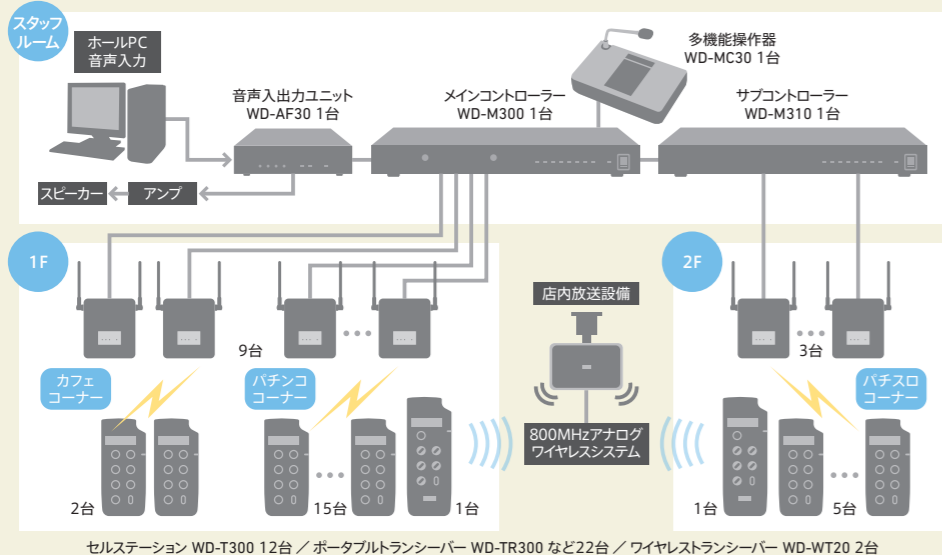 スタッフ
ルーム
ホールPC
音声入力
多機能操作器
WD-MC30 1台
音声入出力ユニット
WD-AF30 1台
メインコントローラー
WD-M300 1台
サブコントローラー
WD-M310 1台
スピーカー
アンプ
1F
2F
店内放送設備
9台
3台
カフェ
コーナー
パチンコ
コーナー
パチスロ
コーナー
800MHzアナログ
ワイヤレスシステム
2台
15台
1台
1台
5台
セルステーション WD-T300 12台 ／ ポータブルトランシーバー WD-TR300 など22台 ／ ワイヤレストランシーバー WD-WT20 2台